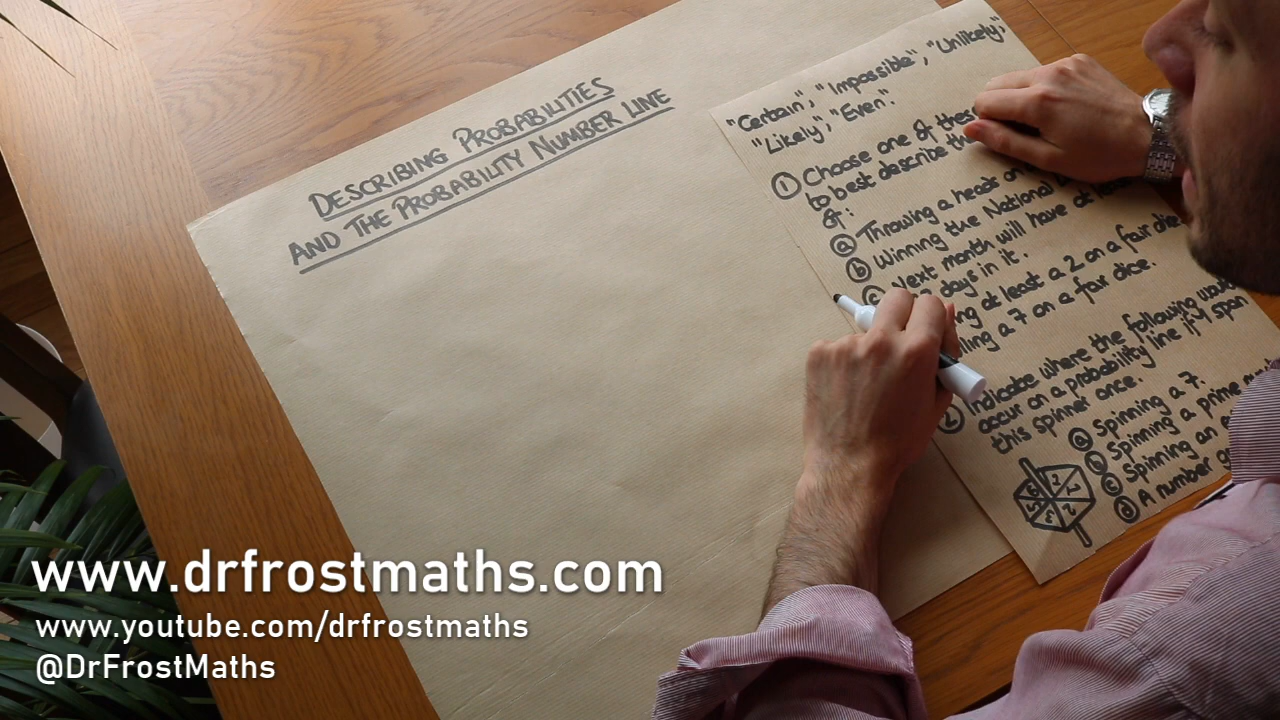 DESCRIBING PROBABILITIES
AND THE PROBABILITY NUMBER LINE
"Certain", "Impossible", "Unlikely",
"Likely", "Even".
① Choose one of these
to best describe the
of:
ⓐ Throwing a heads on
ⓑ Winning the National
ⓒ Next month will have at
days in it.
at least a 2 on a fair dice
a 7 on a fair dice.
② Indicate where the following
occur on a probability line if I spin
this spinner once.
ⓐ Spinning a 7.
ⓑ Spinning a prime
ⓒ Spinning an
ⓓ A number
www.drfrostmaths.com
www.youtube.com/drfrostmaths
@DrFrostMaths